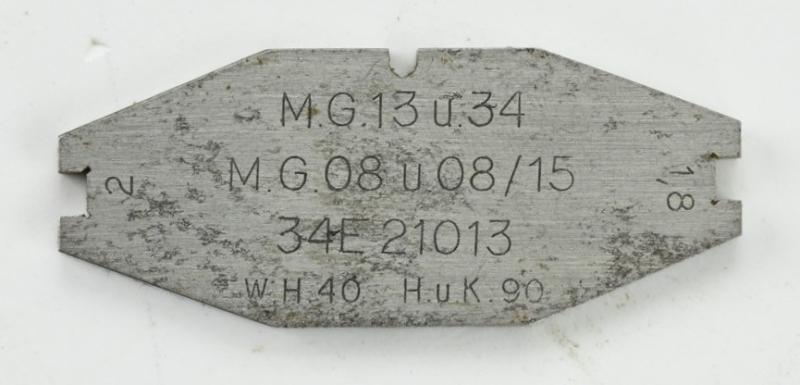 M.G.13 u.34
M.G.08 u 08/15
34E 21013
W.H.40 H.u K.90
2
1,8